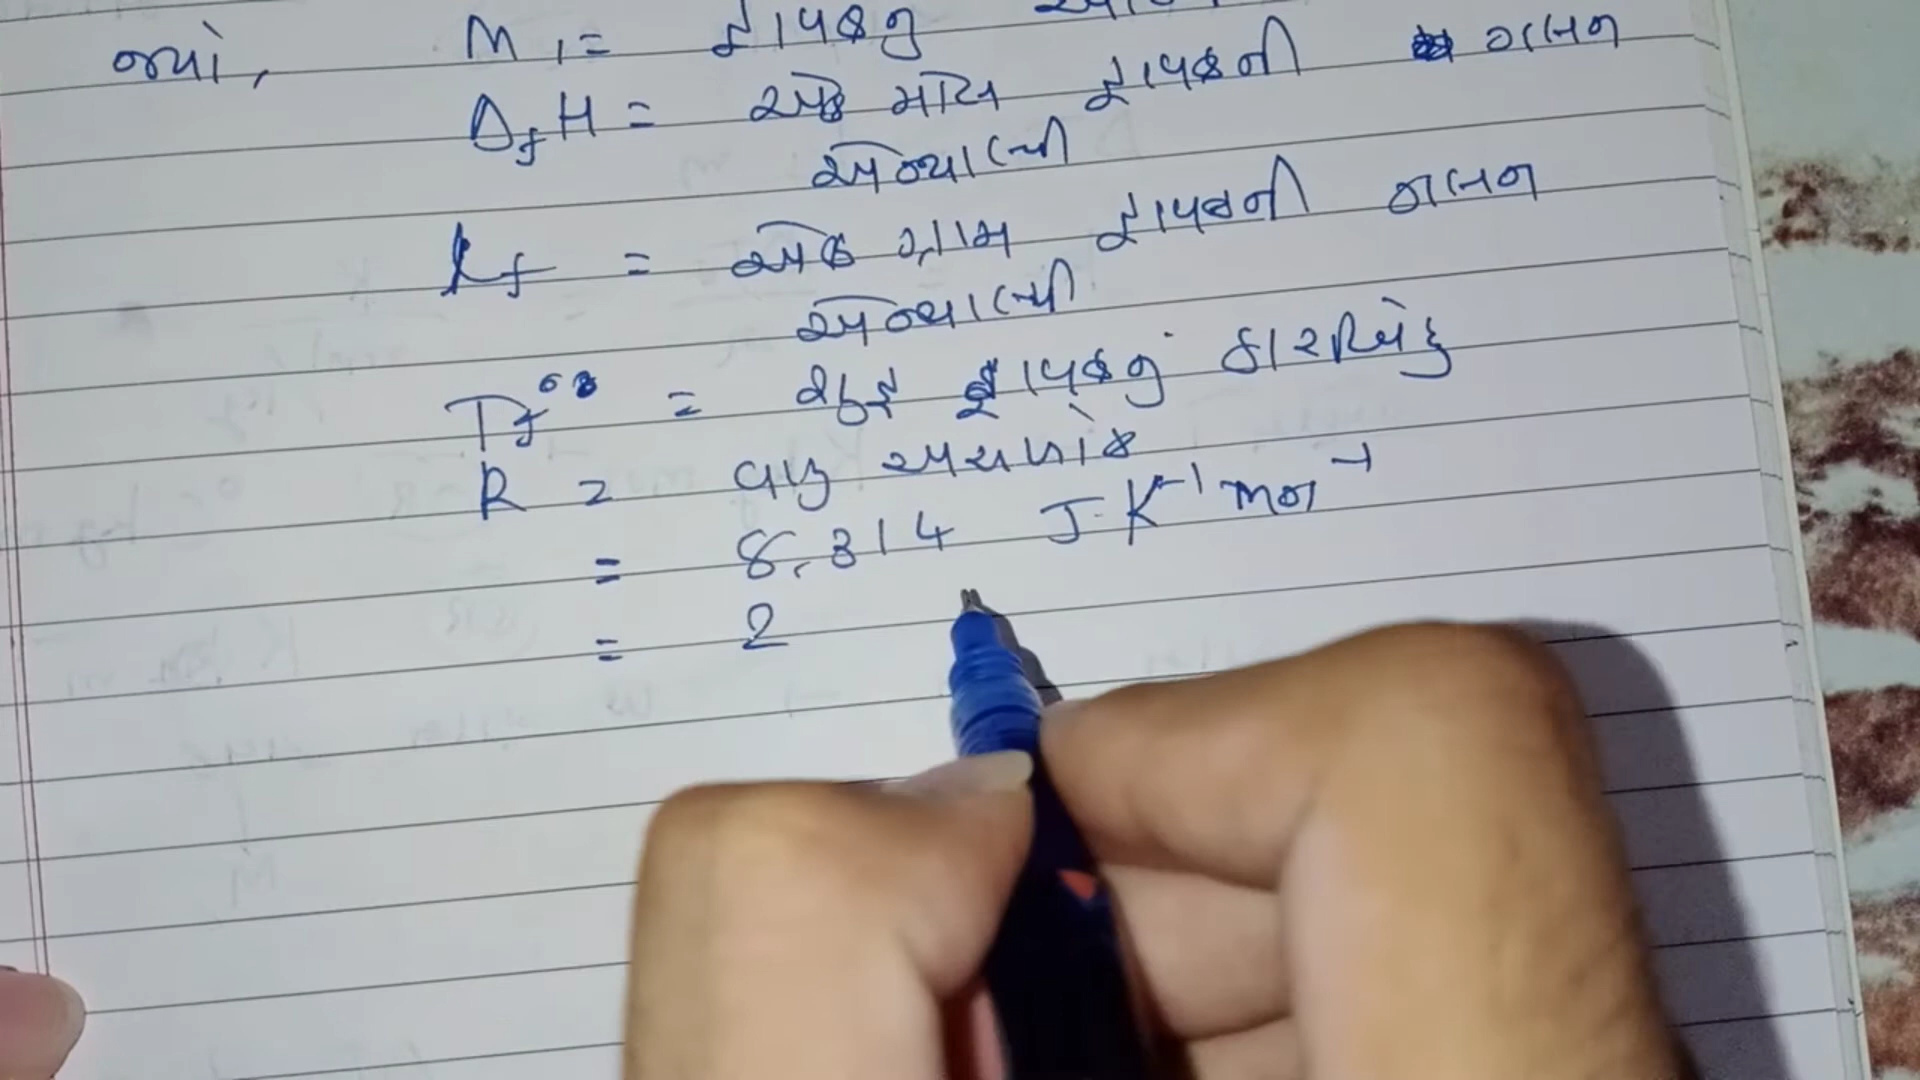 જ્યાં, M₁ = દ્રાવકનું
ΔfH = એક મોલ દ્રાવકની ગલન
એન્થાલ્પી
lf = એક ગ્રામ દ્રાવકની ગલન
એન્થાલ્પી
Tf° = શુદ્ધ દ્રાવકનું ઠારબિંદુ
R = વાયુ અચળાંક
= 8.314 J·K⁻¹ mol⁻¹
= 2